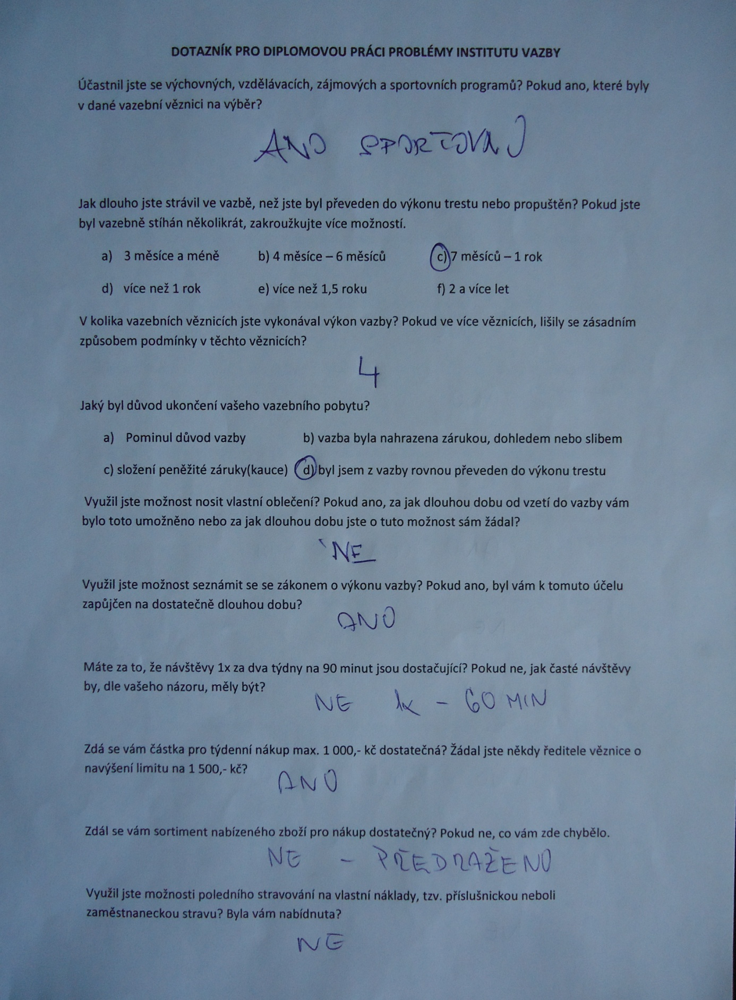 DOTAZNÍK PRO DIPLOMOVOU PRÁCI PROBLÉMY INSTITUTU VAZBY
Účastnil jste se výchovných, vzdělávacích, zájmových a sportovních programů? Pokud ano, které byly
v dané vazební věznici na výběr?
ANO SPORTOVNÍ
Jak dlouho jste strávil ve vazbě, než jste byl převeden do výkonu trestu nebo propuštěn? Pokud jste
byl vazebně stíhán několikrát, zakroužkujte více možností.
a) 3 měsíce a méně b) 4 měsíce – 6 měsíců c) 7 měsíců – 1 rok
d) více než 1 rok e) více než 1,5 roku f) 2 a více let
V kolika vazebních věznicích jste vykonával výkon vazby? Pokud ve více věznicích, lišily se zásadním
způsobem podmínky v těchto věznicích?
4
Jaký byl důvod ukončení vašeho vazebního pobytu?
a) Pominul důvod vazby b) vazba byla nahrazena zárukou, dohledem nebo slibem
c) složení peněžité záruky(kauce) d) byl jsem z vazby rovnou převeden do výkonu trestu
Využil jste možnost nosit vlastní oblečení? Pokud ano, za jak dlouhou dobu od vzetí do vazby vám
bylo toto umožněno nebo za jak dlouhou dobu jste o tuto možnost sám žádal?
NE
Využil jste možnost seznámit se se zákonem o výkonu vazby? Pokud ano, byl vám k tomuto účelu
zapůjčen na dostatečně dlouhou dobu?
ANO
Máte za to, že návštěvy 1x za dva týdny na 90 minut jsou dostačující? Pokud ne, jak časté návštěvy
by, dle vašeho názoru, měly být?
NE 1x – 60 MIN
Zdá se vám částka pro týdenní nákup max. 1 000,- kč dostatečná? Žádal jste někdy ředitele věznice o
navýšení limitu na 1 500,- kč?
ANO
Zdál se vám sortiment nabízeného zboží pro nákup dostatečný? Pokud ne, co vám zde chybělo.
NE – PŘEDRAŽENO
Využil jste možnosti poledního stravování na vlastní náklady, tzv. příslušnickou neboli
zaměstnaneckou stravu? Byla vám nabídnuta?
NE